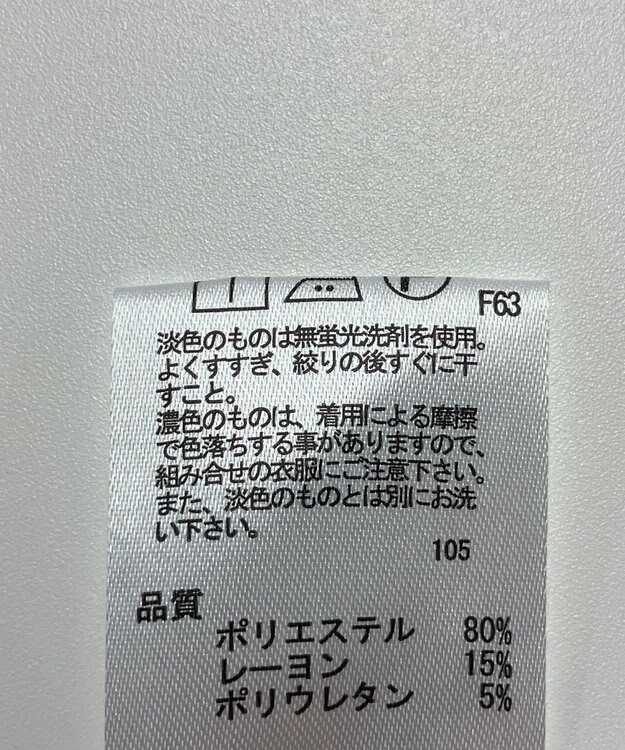 F63
淡色のものは無蛍光洗剤を使用。
よくすすぎ、絞りの後すぐに干
すこと。
濃色のものは、着用による摩擦
で色落ちする事がありますので、
組み合せの衣服にご注意下さい。
また、淡色のものとは別にお洗
い下さい。
105
品質
ポリエステル 80%
レーヨン 15%
ポリウレタン 5%